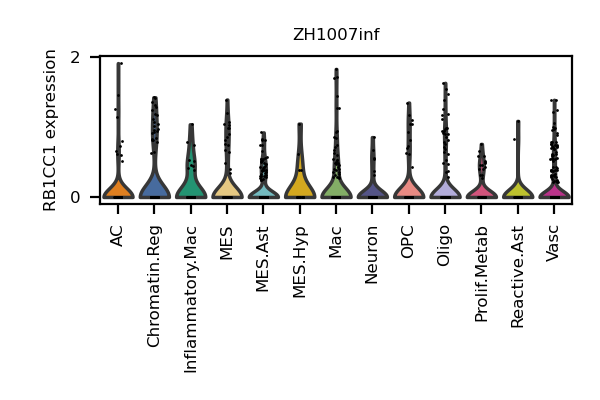 ZH1007inf
RB1CC1 expression
2
0
AC
Chromatin.Reg
Inflammatory.Mac
MES
MES.Ast
MES.Hyp
Mac
Neuron
OPC
Oligo
Prolif.Metab
Reactive.Ast
Vasc